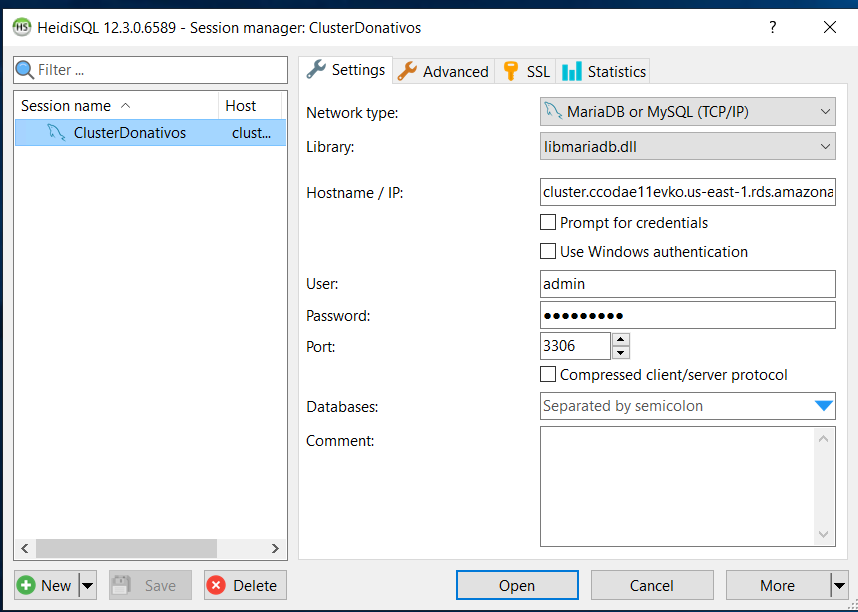 HeidiSQL 12.3.0.6589 - Session manager: ClusterDonativos
Filter ...
Session name
Host
ClusterDonativos
clust...
Settings
Advanced
SSL
Statistics
Network type:
MariaDB or MySQL (TCP/IP)
Library:
libmariadb.dll
Hostname / IP:
cluster.ccodae11evko.us-east-1.rds.amazona
Prompt for credentials
Use Windows authentication
User:
admin
Password:
●●●●●●●●●
Port:
3306
Compressed client/server protocol
Databases:
Separated by semicolon
Comment:
New
Save
Delete
Open
Cancel
More